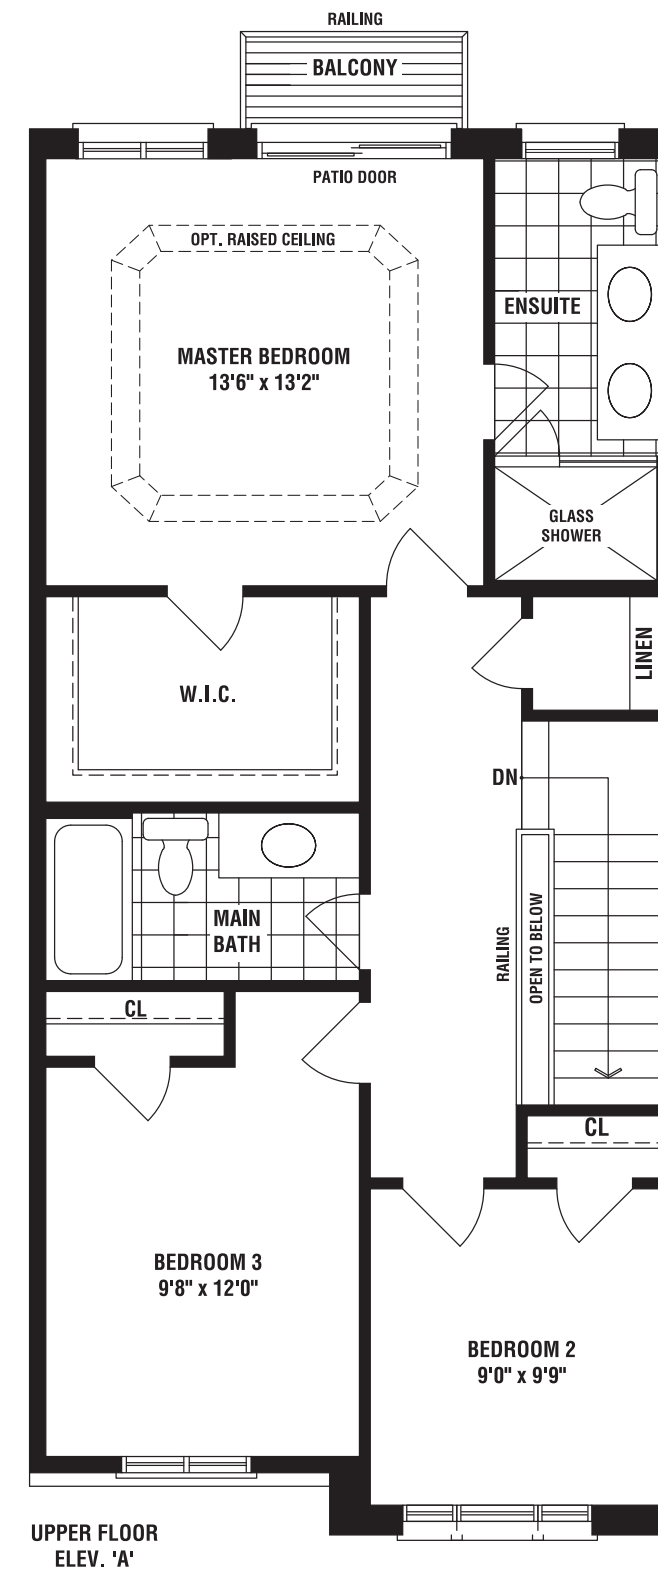 RAILING
BALCONY
PATIO DOOR
OPT. RAISED CEILING
ENSUITE
MASTER BEDROOM
13'6" x 13'2"
GLASS
SHOWER
LINEN
W.I.C.
DN
MAIN
BATH
RAILING
OPEN TO BELOW
CL
CL
BEDROOM 3
9'8" x 12'0"
BEDROOM 2
9'0" x 9'9"
UPPER FLOOR
ELEV. 'A'